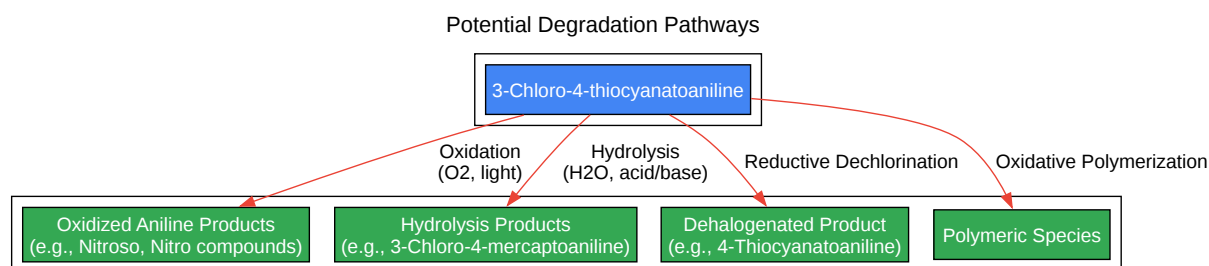 Potential Degradation Pathways
3-Chloro-4-thiocyanatoaniline
Oxidation
(O2, light)
Hydrolysis
(H2O, acid/base)
Reductive Dechlorination
Oxidative Polymerization
Oxidized Aniline Products
(e.g., Nitroso, Nitro compounds)
Hydrolysis Products
(e.g., 3-Chloro-4-mercaptoaniline)
Dehalogenated Product
(e.g., 4-Thiocyanatoaniline)
Polymeric Species